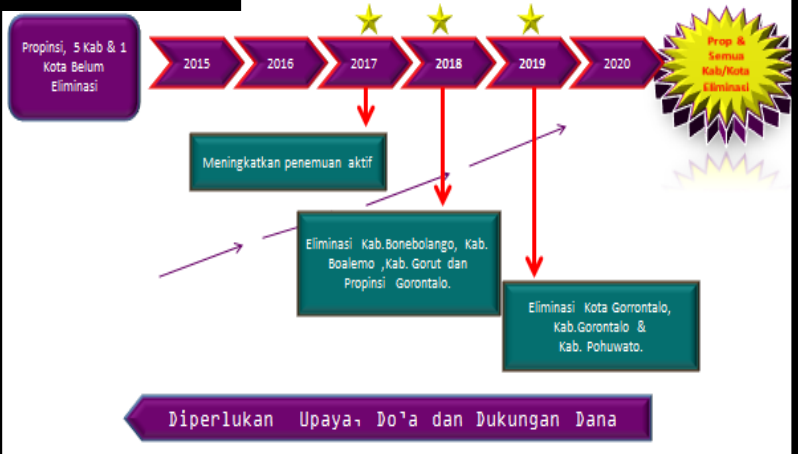 Propinsi, 5 Kab & 1
Kota Belum
Eliminasi
2015
2016
2017
2018
2019
2020
Prop &
Semua
Kab/Kota
Eliminasi
Meningkatkan penemuan aktif
Eliminasi Kab.Bonebolango, Kab.
Boalemo ,Kab. Gorut dan
Propinsi Gorontalo.
Eliminasi Kota Gorrontalo,
Kab.Gorontalo &
Kab. Pohuwato.
Diperlukan Upaya, Do'a dan Dukungan Dana